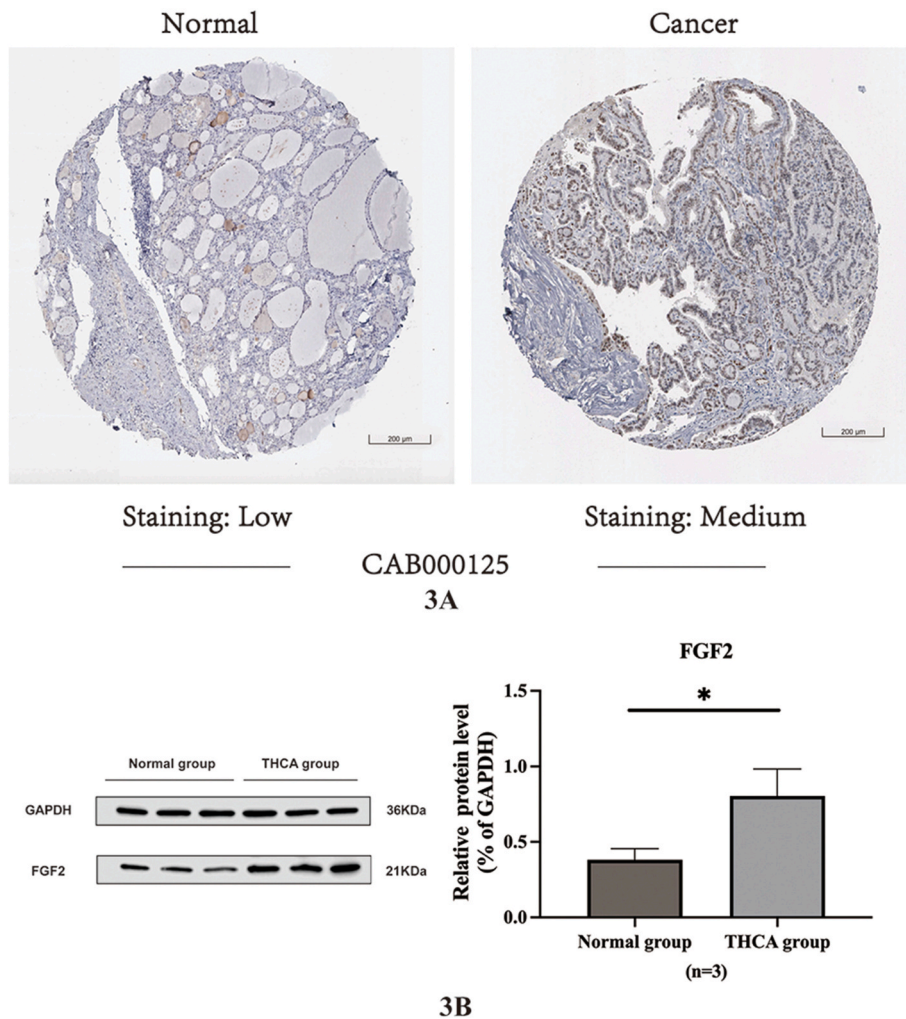 Normal
Cancer
200 µm
200 µm
Staining: Low
Staining: Medium
CAB000125
3A
Normal group
THCA group
GAPDH
36KDa
FGF2
21KDa
FGF2
Relative protein level
(% of GAPDH)
1.5
1.0
0.5
0.0
*
Normal group
THCA group
(n=3)
3B